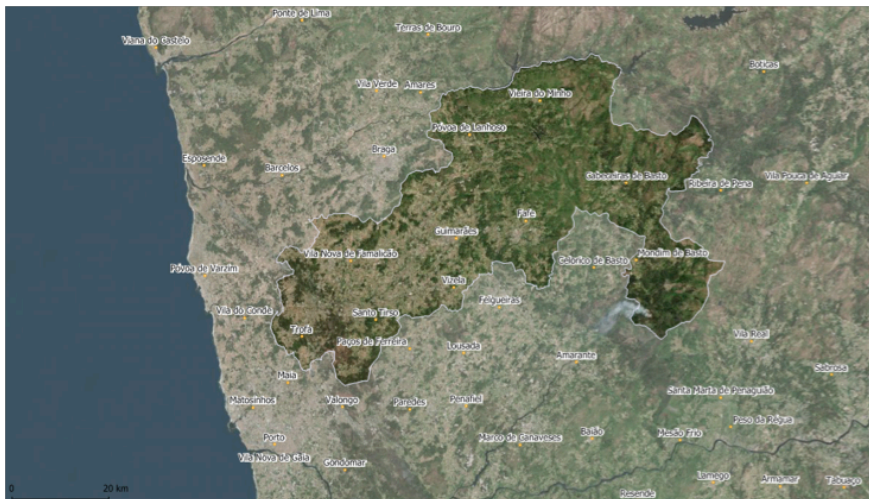 Ponte de Lima
Terras de Bouro
Viana do Castelo
Boticas
Vila Verde
Amares
Vieira do Minho
Póvoa de Lanhoso
Braga
Esposende
Barcelos
Cabeceiras de Basto
Ribeira de Pena
Vila Pouca de Aguiar
Fafe
Guimarães
Vila Nova de Famalicão
Celorico de Basto
Mondim de Basto
Póvoa de Varzim
Vizela
Felgueiras
Vila do Conde
Santo Tirso
Trofa
Paços de Ferreira
Lousada
Vila Real
Amarante
Sabrosa
Maia
Santa Marta de Penaguião
Matosinhos
Valongo
Paredes
Penafiel
Peso da Régua
Porto
Marco de Canaveses
Baião
Mesão Frio
Vila Nova de Gaia
Gondomar
Lamego
Armamar
Tabuaço
Resende
0 20 km